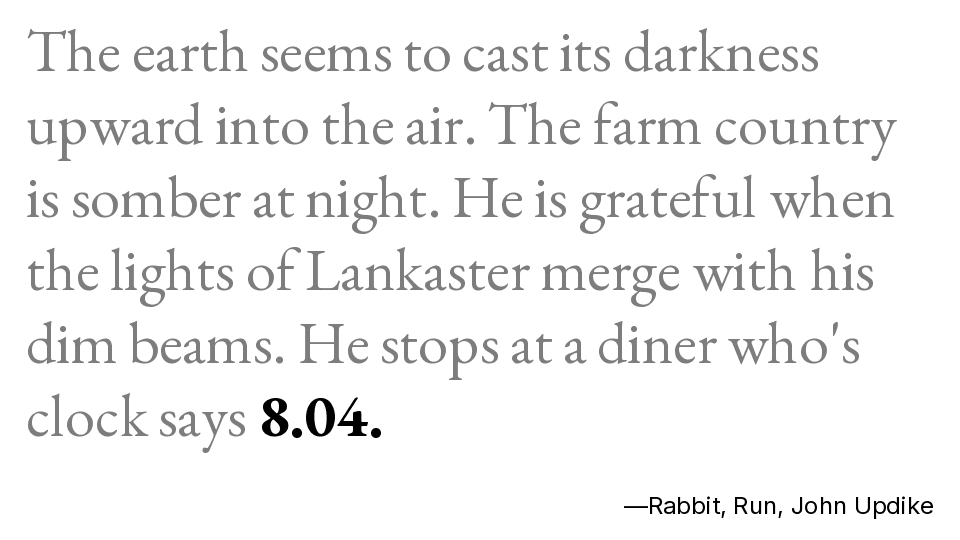 The earth seems to cast its darkness
upward into the air. The farm country
is somber at night. He is grateful when
the lights of Lankaster merge with his
dim beams. He stops at a diner who's
clock says 8.04.
—Rabbit, Run, John Updike